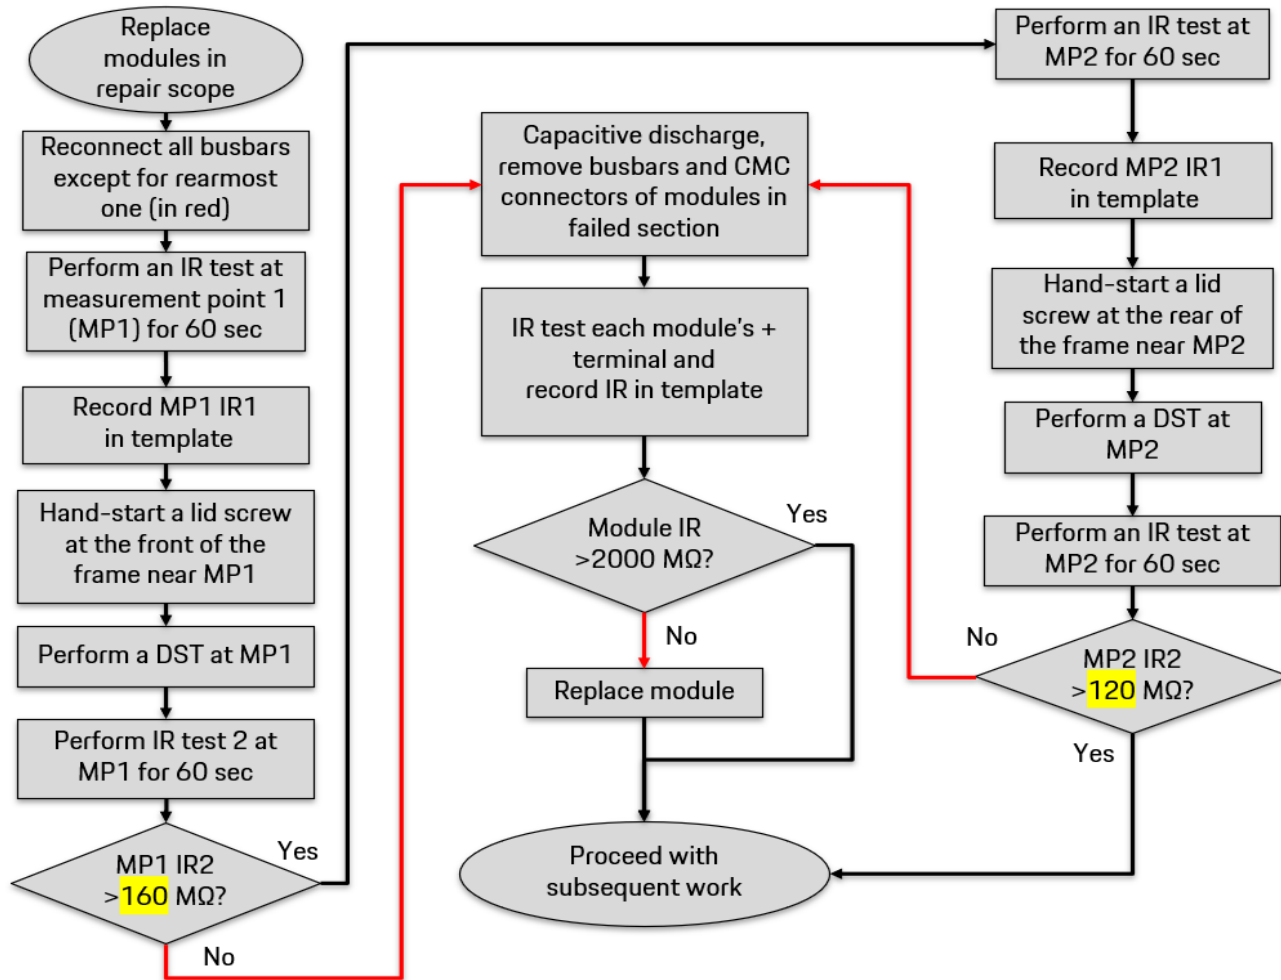 Replace
modules in
repair scope
Reconnect all busbars
except for rearmost
one (in red)
Perform an IR test at
measurement point 1
(MP1) for 60 sec
Record MP1 IR1
in template
Hand-start a lid screw
at the front of the
frame near MP1
Perform a DST at MP1
Perform IR test 2 at
MP1 for 60 sec
MP1 IR2
>160 MΩ?
Yes
No
Capacitive discharge,
remove busbars and CMC
connectors of modules in
failed section
IR test each module's +
terminal and
record IR in template
Module IR
>2000 MΩ?
Yes
No
Replace module
Proceed with
subsequent work
Perform an IR test at
MP2 for 60 sec
Record MP2 IR1
in template
Hand-start a lid
screw at the rear of
the frame near MP2
Perform a DST at
MP2
Perform an IR test at
MP2 for 60 sec
No
MP2 IR2
>120 MΩ?
Yes